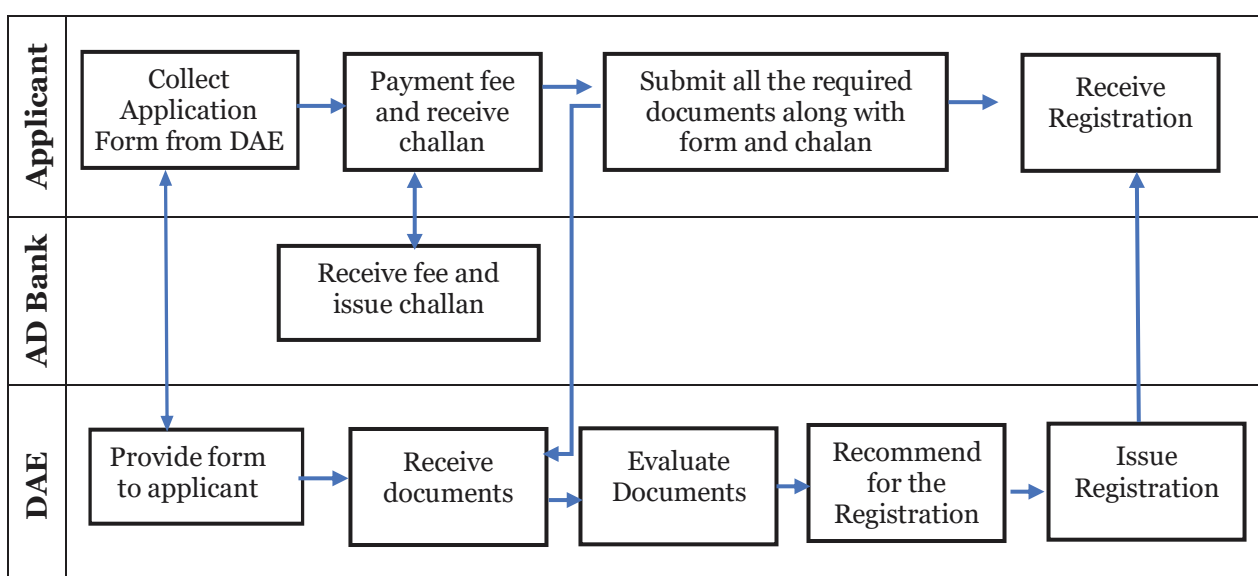 Applicant
Collect
Application
Form from DAE
Payment fee
and receive
challan
Submit all the required
documents along with
form and chalan
Receive
Registration
AD Bank
Receive fee and
issue challan
DAE
Provide form
to applicant
Receive
documents
Evaluate
Documents
Recommend
for the
Registration
Issue
Registration